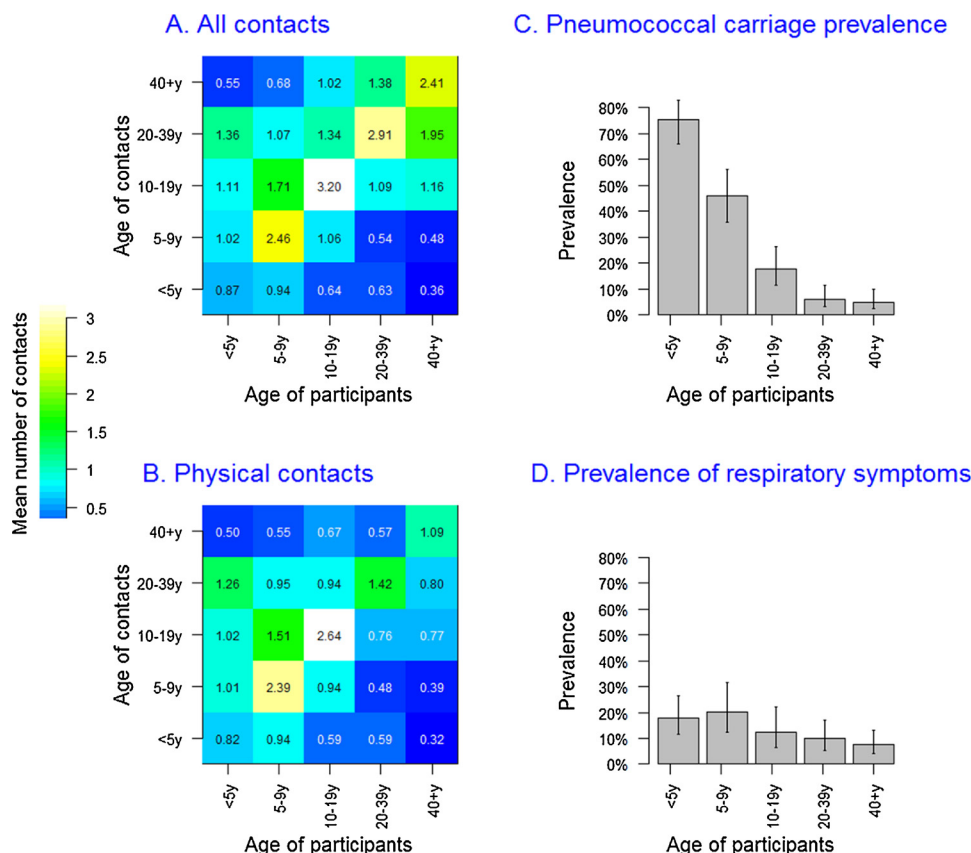 A. All contacts
40+y 0.55 0.68 1.02 1.38 2.41
20-39y 1.36 1.07 1.34 2.91 1.95
10-19y 1.11 1.71 3.20 1.09 1.16
5-9y 1.02 2.46 1.06 0.54 0.48
<5y 0.87 0.94 0.64 0.63 0.36
Age of contacts
<5y 5-9y 10-19y 20-39y 40+y
Age of participants
C. Pneumococcal carriage prevalence
80%
70%
60%
50%
40%
30%
20%
10%
0%
Prevalence
<5y 5-9y 10-19y 20-39y 40+y
Age of participants
Mean number of contacts
3
2.5
2
1.5
1
0.5
B. Physical contacts
40+y 0.50 0.55 0.67 0.57 1.09
20-39y 1.26 0.95 0.94 1.42 0.80
10-19y 1.02 1.51 2.64 0.76 0.77
5-9y 1.01 2.39 0.94 0.48 0.39
<5y 0.82 0.94 0.59 0.59 0.32
Age of contacts
<5y 5-9y 10-19y 20-39y 40+y
Age of participants
D. Prevalence of respiratory symptoms
80%
70%
60%
50%
40%
30%
20%
10%
0%
Prevalence
<5y 5-9y 10-19y 20-39y 40+y
Age of participants